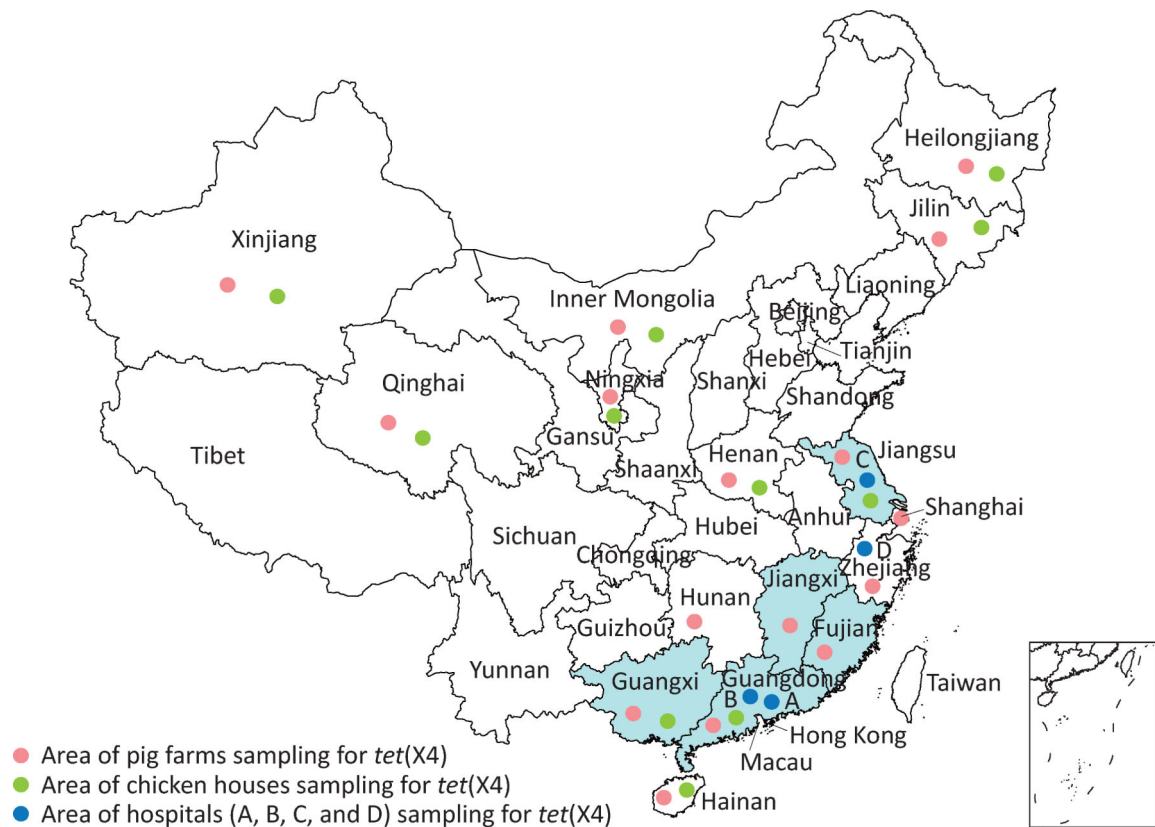 Heilongjiang
Jilin
Xinjiang
Liaoning
Inner Mongolia
Beijing
Tianjin
Hebei
Ningxia
Shanxi
Qinghai
Shandong
Gansu
Henan
C
Jiangsu
Tibet
Shaanxi
Shanghai
Anhui
Hubei
Sichuan
D
Chongqing
Zhejiang
Jiangxi
Hunan
Guizhou
Fujian
Yunnan
Guangxi
Guangdong
Taiwan
B
A
Hong Kong
Macau
Hainan
Area of pig farms sampling for tet(X4)
Area of chicken houses sampling for tet(X4)
Area of hospitals (A, B, C, and D) sampling for tet(X4)